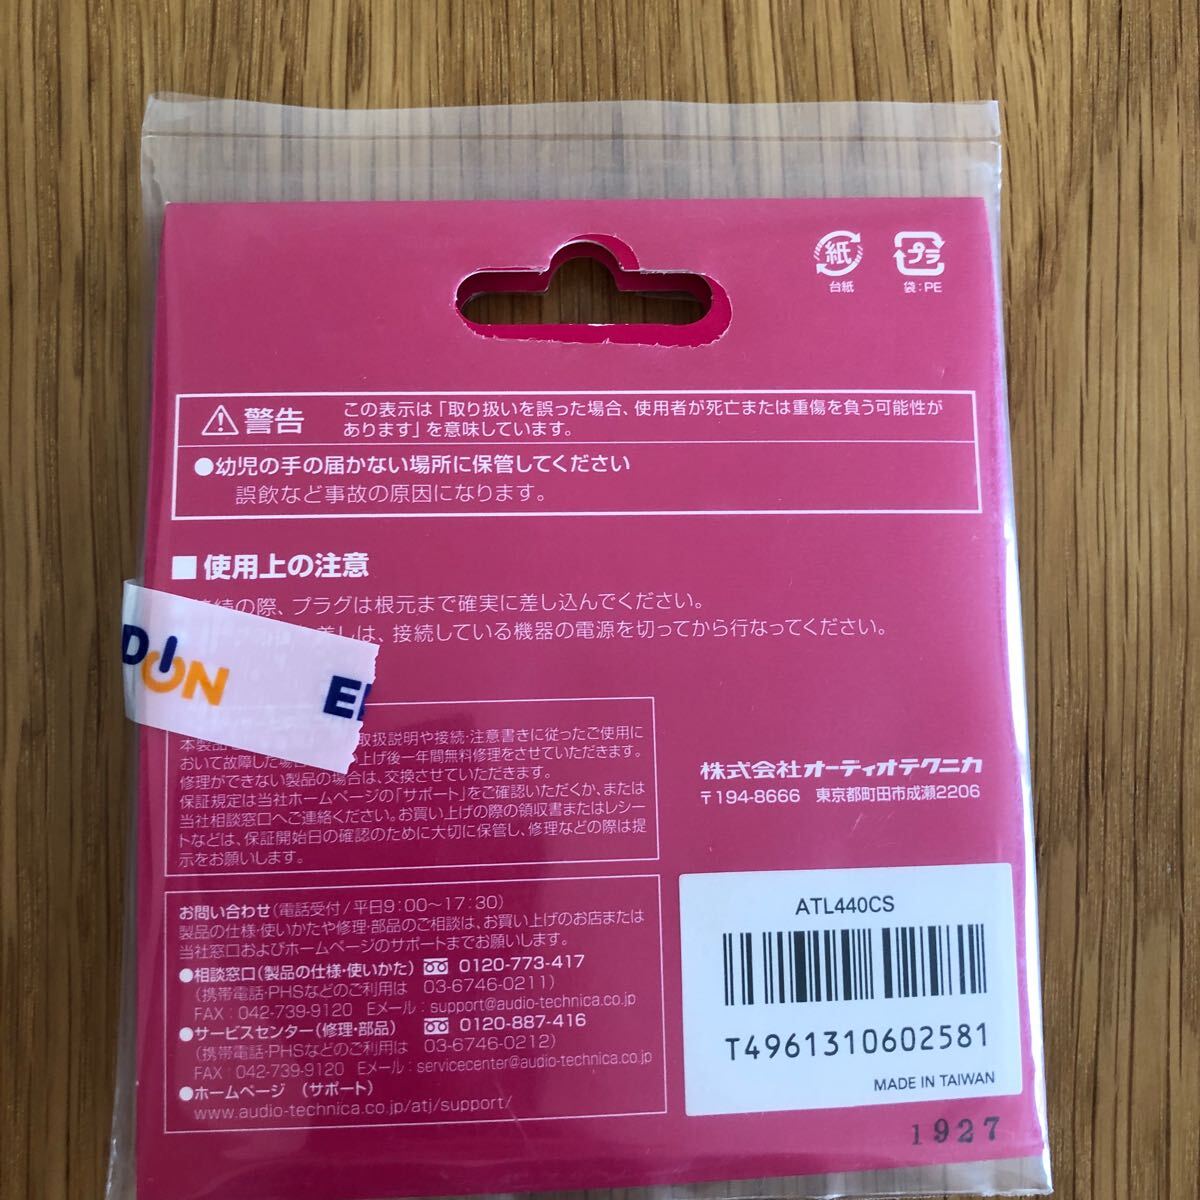 紙
台紙
プラ
袋：PE
警告
この表示は「取り扱いを誤った場合、使用者が死亡または重傷を負う可能性が
あります」を意味しています。
●幼児の手の届かない場所に保管してください
誤飲など事故の原因になります。
■ 使用上の注意
の際、プラグは根元まで確実に差し込んでください。
差しは、接続している機器の電源を切ってから行なってください。
ON
本製品
取扱説明や接続・注意書きに従ったご使用に
おいて故障した場合
上げ後一年間無料修理をさせていただきます。
修理ができない製品の場合は、交換させていただきます。
保証規定は当社ホームページの「サポート」をご確認いただくか、または
当社相談窓口へご連絡ください。お買い上げの際の領収書またはレシー
トなどは、保証開始日の確認のために大切に保管し、修理などの際は提
示をお願いします。
株式会社オーディオテクニカ
〒194-8666 東京都町田市成瀬2206
お問い合わせ（電話受付/平日9:00〜17:30）
製品の仕様・使いかたや修理・部品のご相談は、お買い上げのお店または
当社窓口およびホームページのサポートまでお願いします。
●相談窓口（製品の仕様・使いかた） 0120-773-417
（携帯電話・PHSなどのご利用は 03-6746-0211）
FAX：042-739-9120 Eメール：support@audio-technica.co.jp
●サービスセンター（修理・部品） 0120-887-416
（携帯電話・PHSなどのご利用は 03-6746-0212）
FAX：042-739-9120 Eメール：servicecenter@audio-technica.co.jp
●ホームページ （サポート）
www.audio-technica.co.jp/atj/support/
ATL440CS
T4961310602581
MADE IN TAIWAN
1927